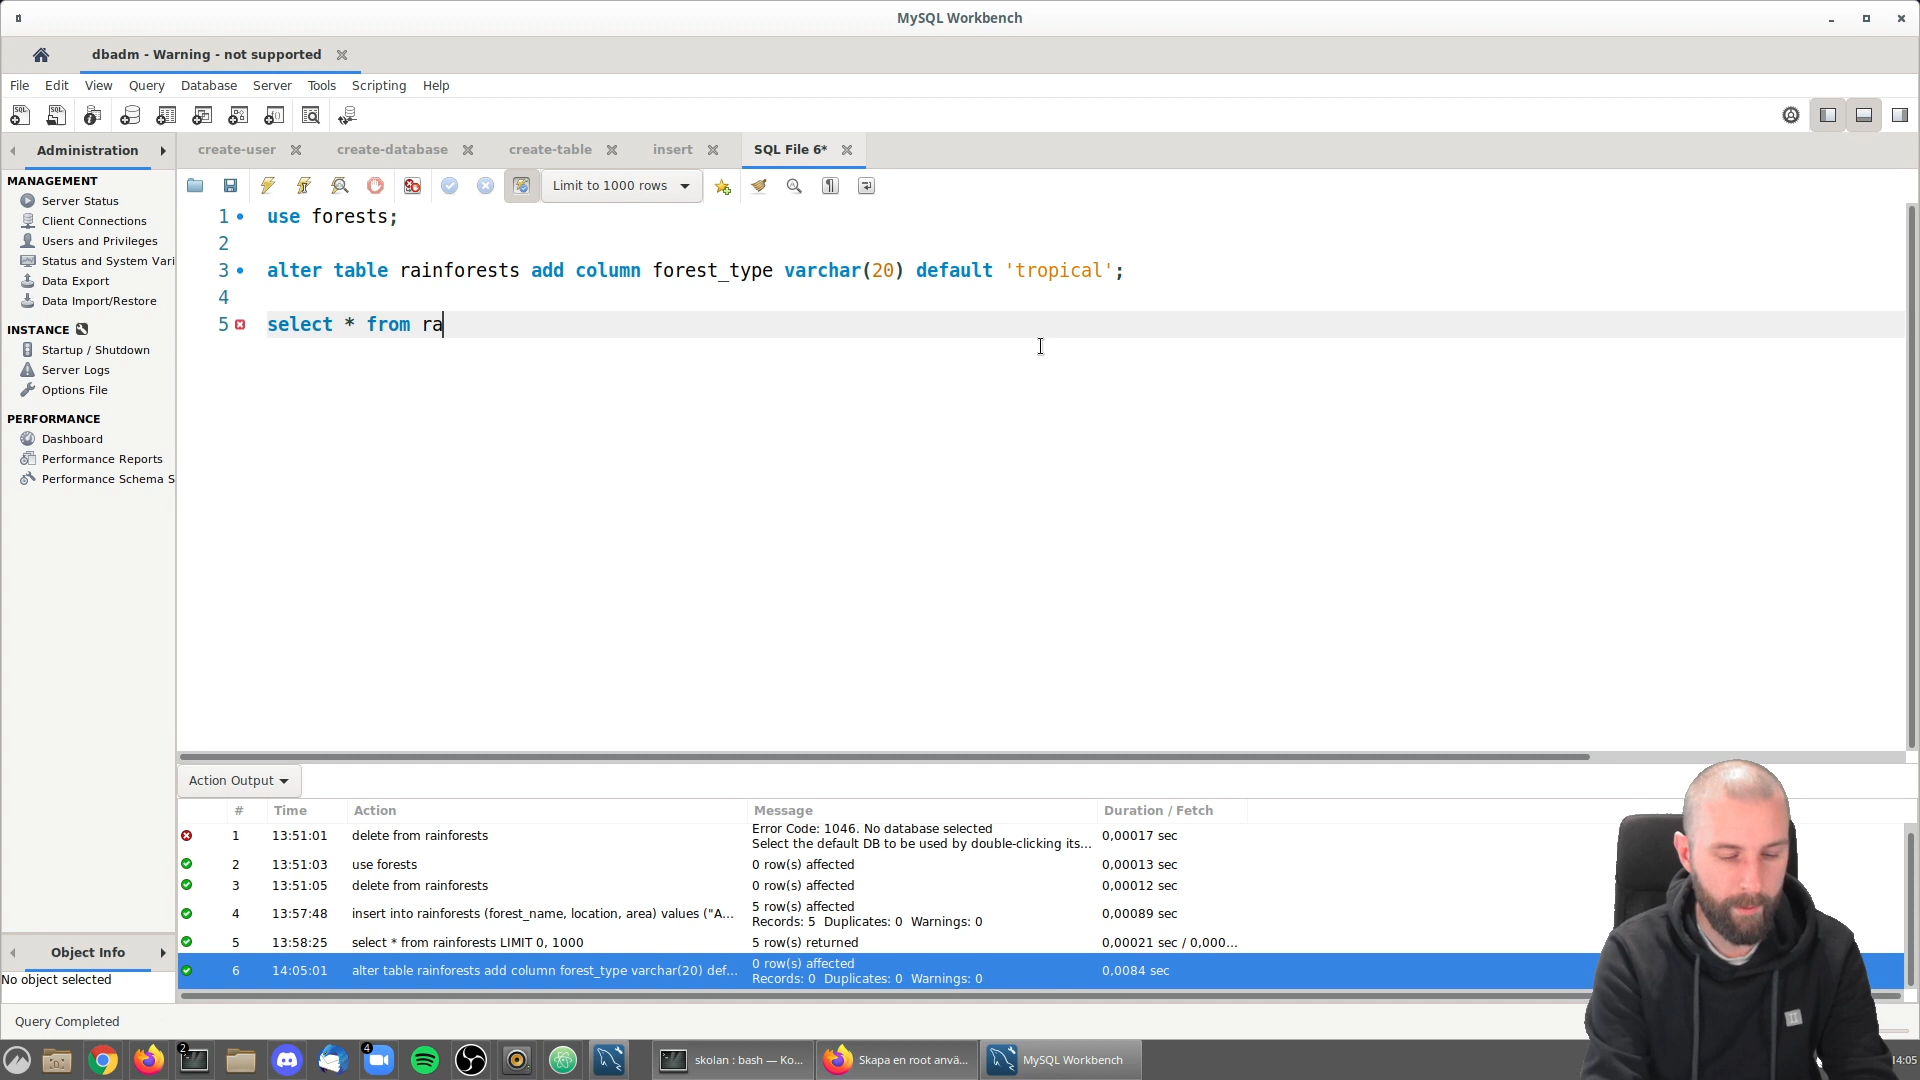 MySQL Workbench
dbadm - Warning - not supported
File Edit View Query Database Server Tools Scripting Help
Administration
create-user create-database create-table insert SQL File 6*
MANAGEMENT
Server Status
Client Connections
Users and Privileges
Status and System Vari
Data Export
Data Import/Restore
INSTANCE
Startup / Shutdown
Server Logs
Options File
PERFORMANCE
Dashboard
Performance Reports
Performance Schema S
Limit to 1000 rows
1 use forests;
2
3 alter table rainforests add column forest_type varchar(20) default 'tropical';
4
5 select * from ra
Action Output
# Time Action Message Duration / Fetch
1 13:51:01 delete from rainforests Error Code: 1046. No database selected 0,00017 sec
Select the default DB to be used by double-clicking its...
2 13:51:03 use forests 0 row(s) affected 0,00013 sec
3 13:51:05 delete from rainforests 0 row(s) affected 0,00012 sec
4 13:57:48 insert into rainforests (forest_name, location, area) values ("A... 5 row(s) affected 0,00089 sec
Records: 5 Duplicates: 0 Warnings: 0
5 13:58:25 select * from rainforests LIMIT 0, 1000 5 row(s) returned 0,00021 sec / 0,000...
6 14:05:01 alter table rainforests add column forest_type varchar(20) def... 0 row(s) affected 0,0084 sec
Records: 0 Duplicates: 0 Warnings: 0
Object Info
No object selected
Query Completed
2 4 skolan : bash — Ko... Skapa en root anvä... MySQL Workbench 14:05